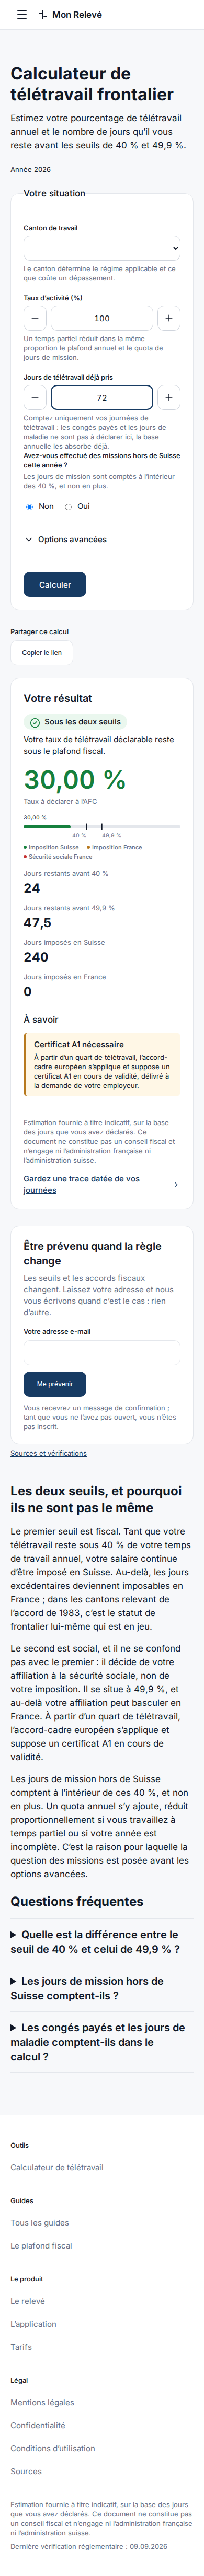 Mon Relevé
Calculateur de
télétravail frontalier
Estimez votre pourcentage de télétravail
annuel et le nombre de jours qu’il vous
reste avant les seuils de 40 % et 49,9 %.
Année 2026
Votre situation
Canton de travail
Le canton détermine le régime applicable et ce
que coûte un dépassement.
Taux d’activité (%)
100
Un temps partiel réduit dans la même
proportion le plafond annuel et le quota de
jours de mission.
Jours de télétravail déjà pris
72
Comptez uniquement vos journées de
télétravail : les congés payés et les jours de
maladie ne sont pas à déclarer ici, la base
annuelle les absorbe déjà.
Avez-vous effectué des missions hors de Suisse
cette année ?
Les jours de mission sont comptés à l’intérieur
des 40 %, et non en plus.
Non Oui
Options avancées
Calculer
Partager ce calcul
Copier le lien
Votre résultat
Sous les deux seuils
Votre taux de télétravail déclarable reste
sous le plafond fiscal.
30,00 %
Taux à déclarer à l’AFC
30,00 %
40 % 49,9 %
Imposition Suisse Imposition France
Sécurité sociale France
Jours restants avant 40 %
24
Jours restants avant 49,9 %
47,5
Jours imposés en Suisse
240
Jours imposés en France
0
À savoir
Certificat A1 nécessaire
À partir d’un quart de télétravail, l’accord-
cadre européen s’applique et suppose un
certificat A1 en cours de validité, délivré à
la demande de votre employeur.
Estimation fournie à titre indicatif, sur la base
des jours que vous avez déclarés. Ce
document ne constitue pas un conseil fiscal et
n’engage ni l’administration française ni
l’administration suisse.
Gardez une trace datée de vos
journées
Être prévenu quand la règle
change
Les seuils et les accords fiscaux
changent. Laissez votre adresse et nous
vous écrivons quand c’est le cas : rien
d’autre.
Votre adresse e-mail
Me prévenir
Vous recevrez un message de confirmation ;
tant que vous ne l’avez pas ouvert, vous n’êtes
pas inscrit.
Sources et vérifications
Les deux seuils, et pourquoi
ils ne sont pas le même
Le premier seuil est fiscal. Tant que votre
télétravail reste sous 40 % de votre temps
de travail annuel, votre salaire continue
d’être imposé en Suisse. Au-delà, les jours
excédentaires deviennent imposables en
France ; dans les cantons relevant de
l’accord de 1983, c’est le statut de
frontalier lui-même qui est en jeu.
Le second est social, et il ne se confond
pas avec le premier : il décide de votre
affiliation à la sécurité sociale, non de
votre imposition. Il se situe à 49,9 %, et
au-delà votre affiliation peut basculer en
France. À partir d’un quart de télétravail,
l’accord-cadre européen s’applique et
suppose un certificat A1 en cours de
validité.
Les jours de mission hors de Suisse
comptent à l’intérieur de ces 40 %, et non
en plus. Un quota annuel s’y ajoute, réduit
proportionnellement si vous travaillez à
temps partiel ou si votre année est
incomplète. C’est la raison pour laquelle la
question des missions est posée avant les
options avancées.
Questions fréquentes
Quelle est la différence entre le
seuil de 40 % et celui de 49,9 % ?
Les jours de mission hors de
Suisse comptent-ils ?
Les congés payés et les jours de
maladie comptent-ils dans le
calcul ?
Outils
Calculateur de télétravail
Guides
Tous les guides
Le plafond fiscal
Le produit
Le relevé
L’application
Tarifs
Légal
Mentions légales
Confidentialité
Conditions d’utilisation
Sources
Estimation fournie à titre indicatif, sur la base des jours
que vous avez déclarés. Ce document ne constitue pas
un conseil fiscal et n’engage ni l’administration française
ni l’administration suisse.
Dernière vérification réglementaire : 09.09.2026